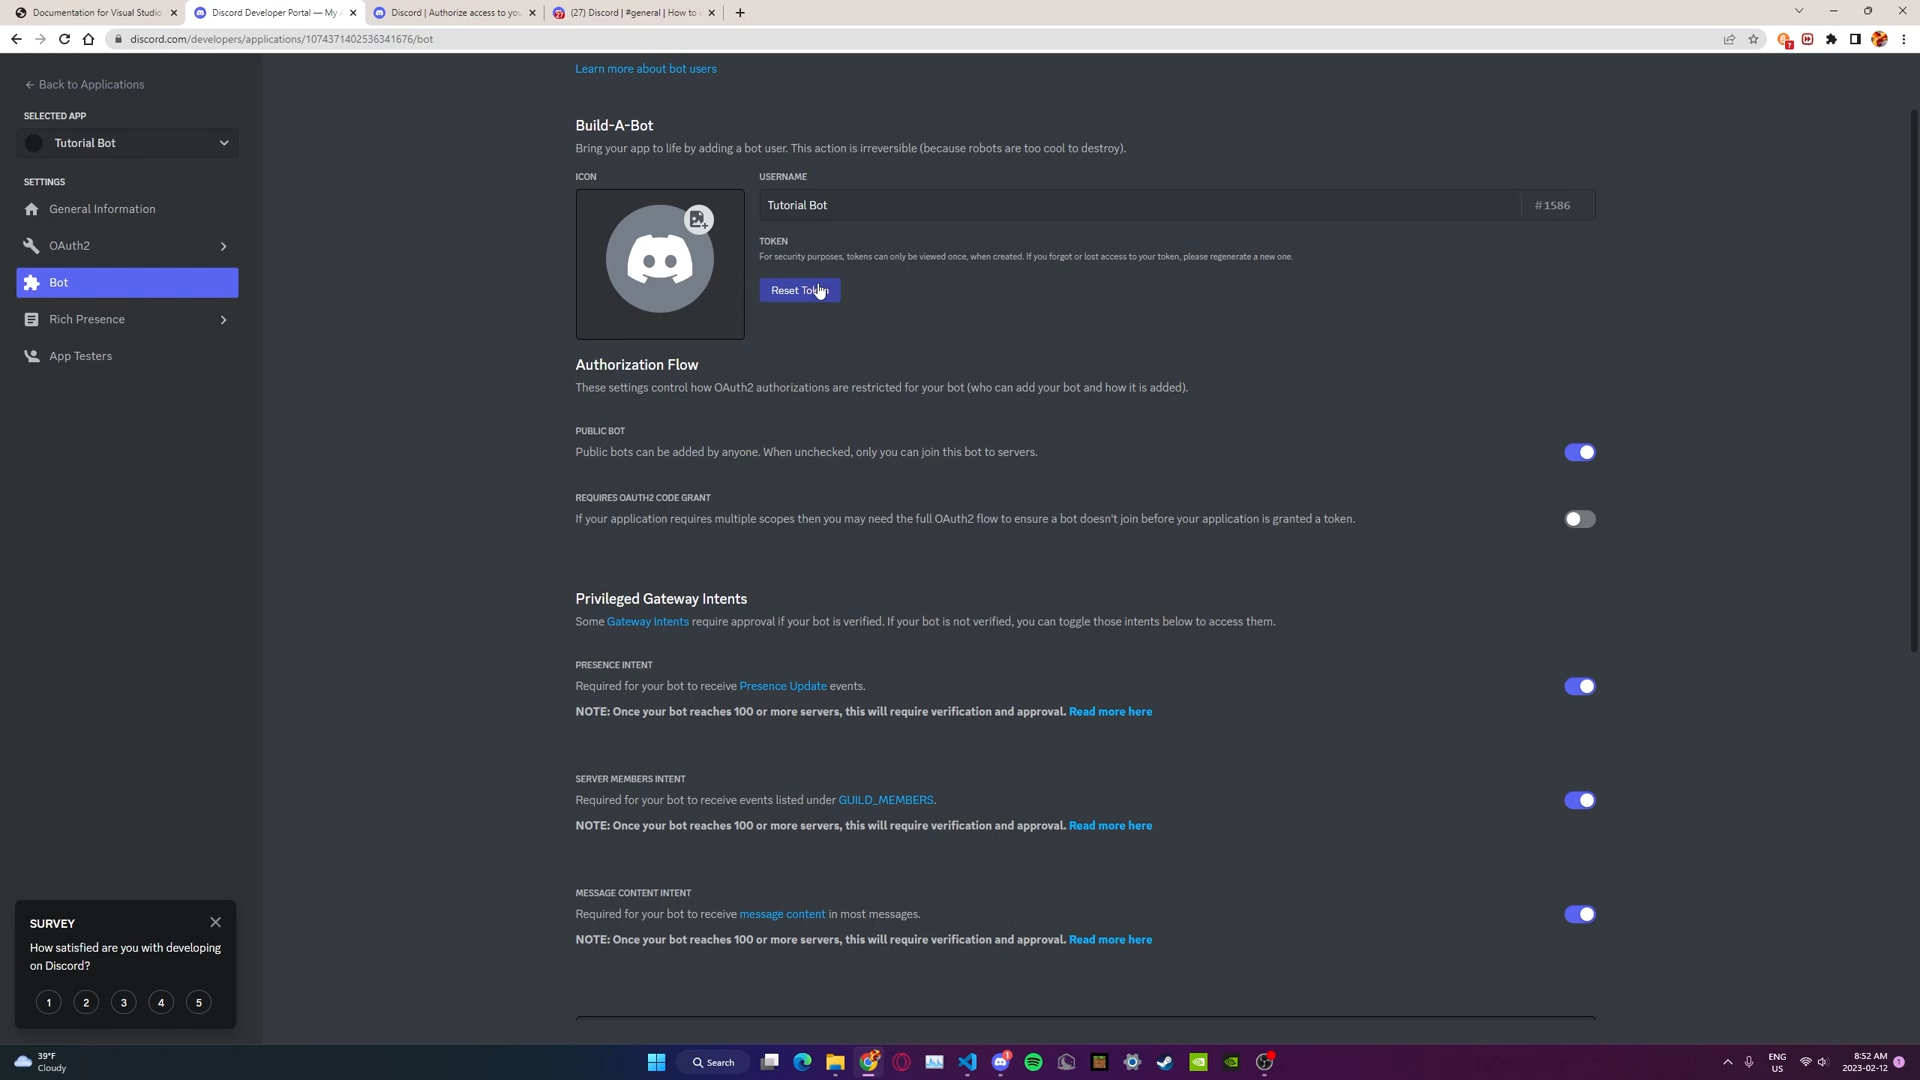 Documentation for Visual Studio
Discord Developer Portal — My A
Discord | Authorize access to you
(27) Discord | #general | How to
discord.com/developers/applications/1074371402536341676/bot
Learn more about bot users
← Back to Applications
SELECTED APP
Tutorial Bot
SETTINGS
General Information
OAuth2
Bot
Rich Presence
App Testers
Build-A-Bot
Bring your app to life by adding a bot user. This action is irreversible (because robots are too cool to destroy).
ICON
USERNAME
Tutorial Bot
#1586
TOKEN
For security purposes, tokens can only be viewed once, when created. If you forgot or lost access to your token, please regenerate a new one.
Reset Token
Authorization Flow
These settings control how OAuth2 authorizations are restricted for your bot (who can add your bot and how it is added).
PUBLIC BOT
Public bots can be added by anyone. When unchecked, only you can join this bot to servers.
REQUIRES OAUTH2 CODE GRANT
If your application requires multiple scopes then you may need the full OAuth2 flow to ensure a bot doesn't join before your application is granted a token.
Privileged Gateway Intents
Some Gateway Intents require approval if your bot is verified. If your bot is not verified, you can toggle those intents below to access them.
PRESENCE INTENT
Required for your bot to receive Presence Update events.
NOTE: Once your bot reaches 100 or more servers, this will require verification and approval. Read more here
SERVER MEMBERS INTENT
Required for your bot to receive events listed under GUILD_MEMBERS.
NOTE: Once your bot reaches 100 or more servers, this will require verification and approval. Read more here
MESSAGE CONTENT INTENT
Required for your bot to receive message content in most messages.
NOTE: Once your bot reaches 100 or more servers, this will require verification and approval. Read more here
SURVEY
How satisfied are you with developing
on Discord?
1 2 3 4 5
39°F
Cloudy
Search
ENG
US
8:52 AM
2023-02-12